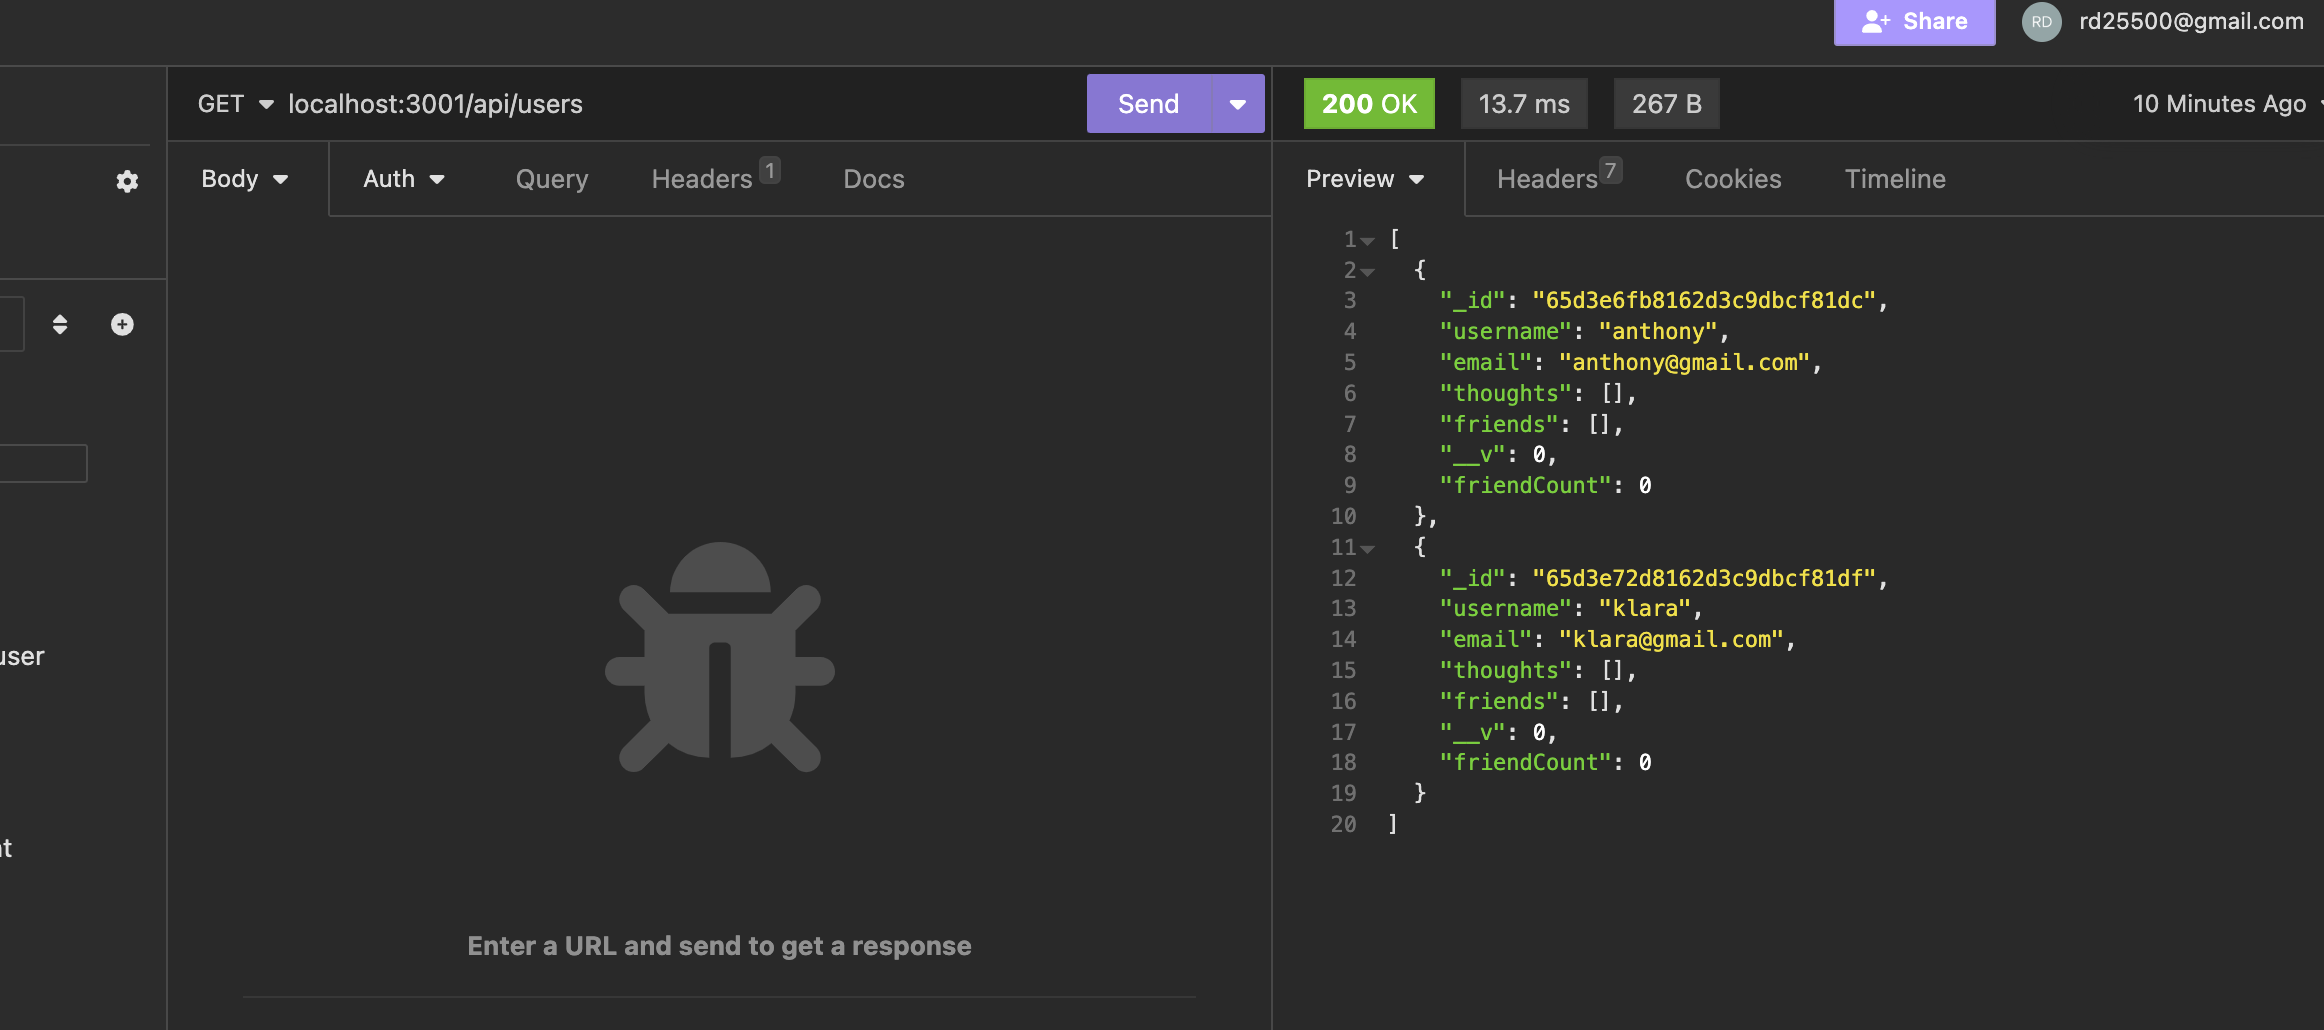 Share
RD
rd25500@gmail.com
GET localhost:3001/api/users
Send
200 OK
13.7 ms
267 B
10 Minutes Ago
Body
Auth
Query
Headers 1
Docs
Preview
Headers 7
Cookies
Timeline
user
Enter a URL and send to get a response
1 [
2 {
3 "_id": "65d3e6fb8162d3c9dbcf81dc",
4 "username": "anthony",
5 "email": "anthony@gmail.com",
6 "thoughts": [],
7 "friends": [],
8 "__v": 0,
9 "friendCount": 0
10 },
11 {
12 "_id": "65d3e72d8162d3c9dbcf81df",
13 "username": "klara",
14 "email": "klara@gmail.com",
15 "thoughts": [],
16 "friends": [],
17 "__v": 0,
18 "friendCount": 0
19 }
20 ]